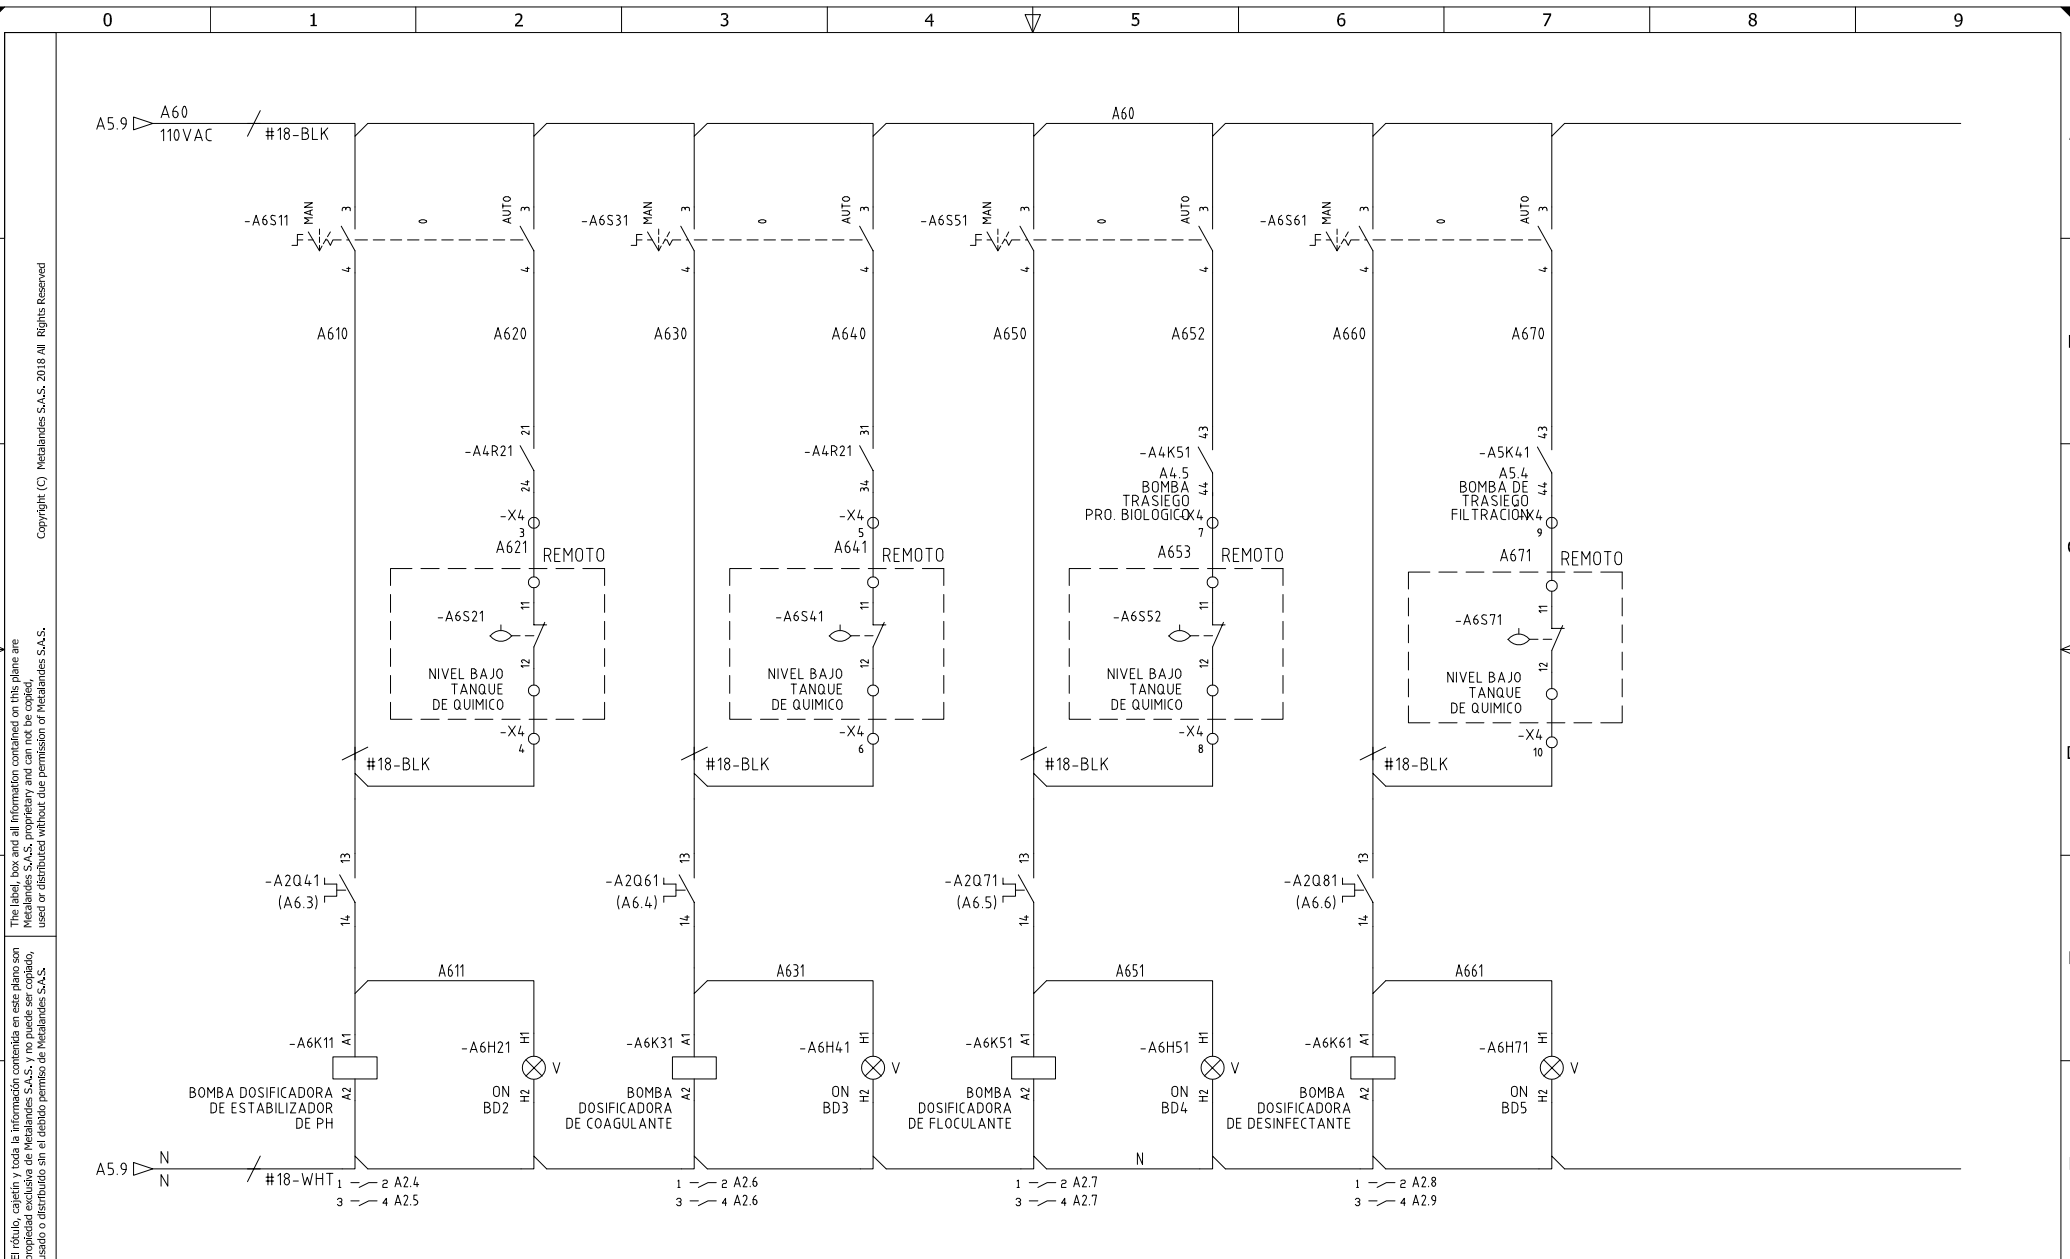 0 1 2 3 4 5 6 7 8 9
A5.9 A60 A60
110VAC #18-BLK
-A6S11 MAN 3 0 AUTO 3 -A6S31 MAN 3 0 AUTO 3 -A6S51 MAN 3 0 AUTO 3 -A6S61 MAN 3 0 AUTO 3
4 4 4 4 4 4 4 4
A610 A620 A630 A640 A650 A652 A660 A670
21 31 43 43
-A4R21 -A4R21 -A4K51 -A5K41
24 34 44 44
A4.5 A5.4
BOMBA BOMBA DE
TRASIEGO TRASIEGO
PRO. BIOLOGICO FILTRACIÓN
-X4 -X4 -X4 -X4
3 5 7 9
A621 REMOTO A641 REMOTO A653 REMOTO A671 REMOTO
11 11 11 11
-A6S21 -A6S41 -A6S52 -A6S71
12 12 12 12
NIVEL BAJO NIVEL BAJO NIVEL BAJO NIVEL BAJO
TANQUE TANQUE TANQUE TANQUE
DE QUIMICO DE QUIMICO DE QUIMICO DE QUIMICO
-X4 -X4 -X4 -X4
4 6 8 10
#18-BLK #18-BLK #18-BLK #18-BLK
13 13 13 13
-A2Q41 -A2Q61 -A2Q71 -A2Q81
(A6.3) (A6.4) (A6.5) (A6.6)
14 14 14 14
A611 A631 A651 A661
-A6K11 A1 -A6H21 H1 -A6K31 A1 -A6H41 H1 -A6K51 A1 -A6H51 H1 -A6K61 A1 -A6H71 H1
V V V V
A2 H2 A2 H2 A2 H2 A2 H2
BOMBA DOSIFICADORA
DE ESTABILIZADOR
DE PH
ON
BD2
BOMBA
DOSIFICADORA
DE COAGULANTE
ON
BD3
BOMBA
DOSIFICADORA
DE FLOCULANTE
ON
BD4
BOMBA
DOSIFICADORA
DE DESINFECTANTE
ON
BD5
A5.9 N N
N #18-WHT
1 2 A2.4 1 2 A2.6 1 2 A2.7 1 2 A2.8
3 4 A2.5 3 4 A2.6 3 4 A2.7 3 4 A2.9
The label, box and all information contained on this plane are
Metalandes S.A.S. proprietary and can not be copied,
used or distributed without due permission of Metalandes S.A.S.
Copyright (C) Metalandes S.A.S. 2018 All Rights Reserved
El rótulo, cajetín y toda la información contenida en este plano son
propiedad exclusiva de Metalandes S.A.S. y no puede ser copiado,
usado o distribuido sin el debido permiso de Metalandes S.A.S.